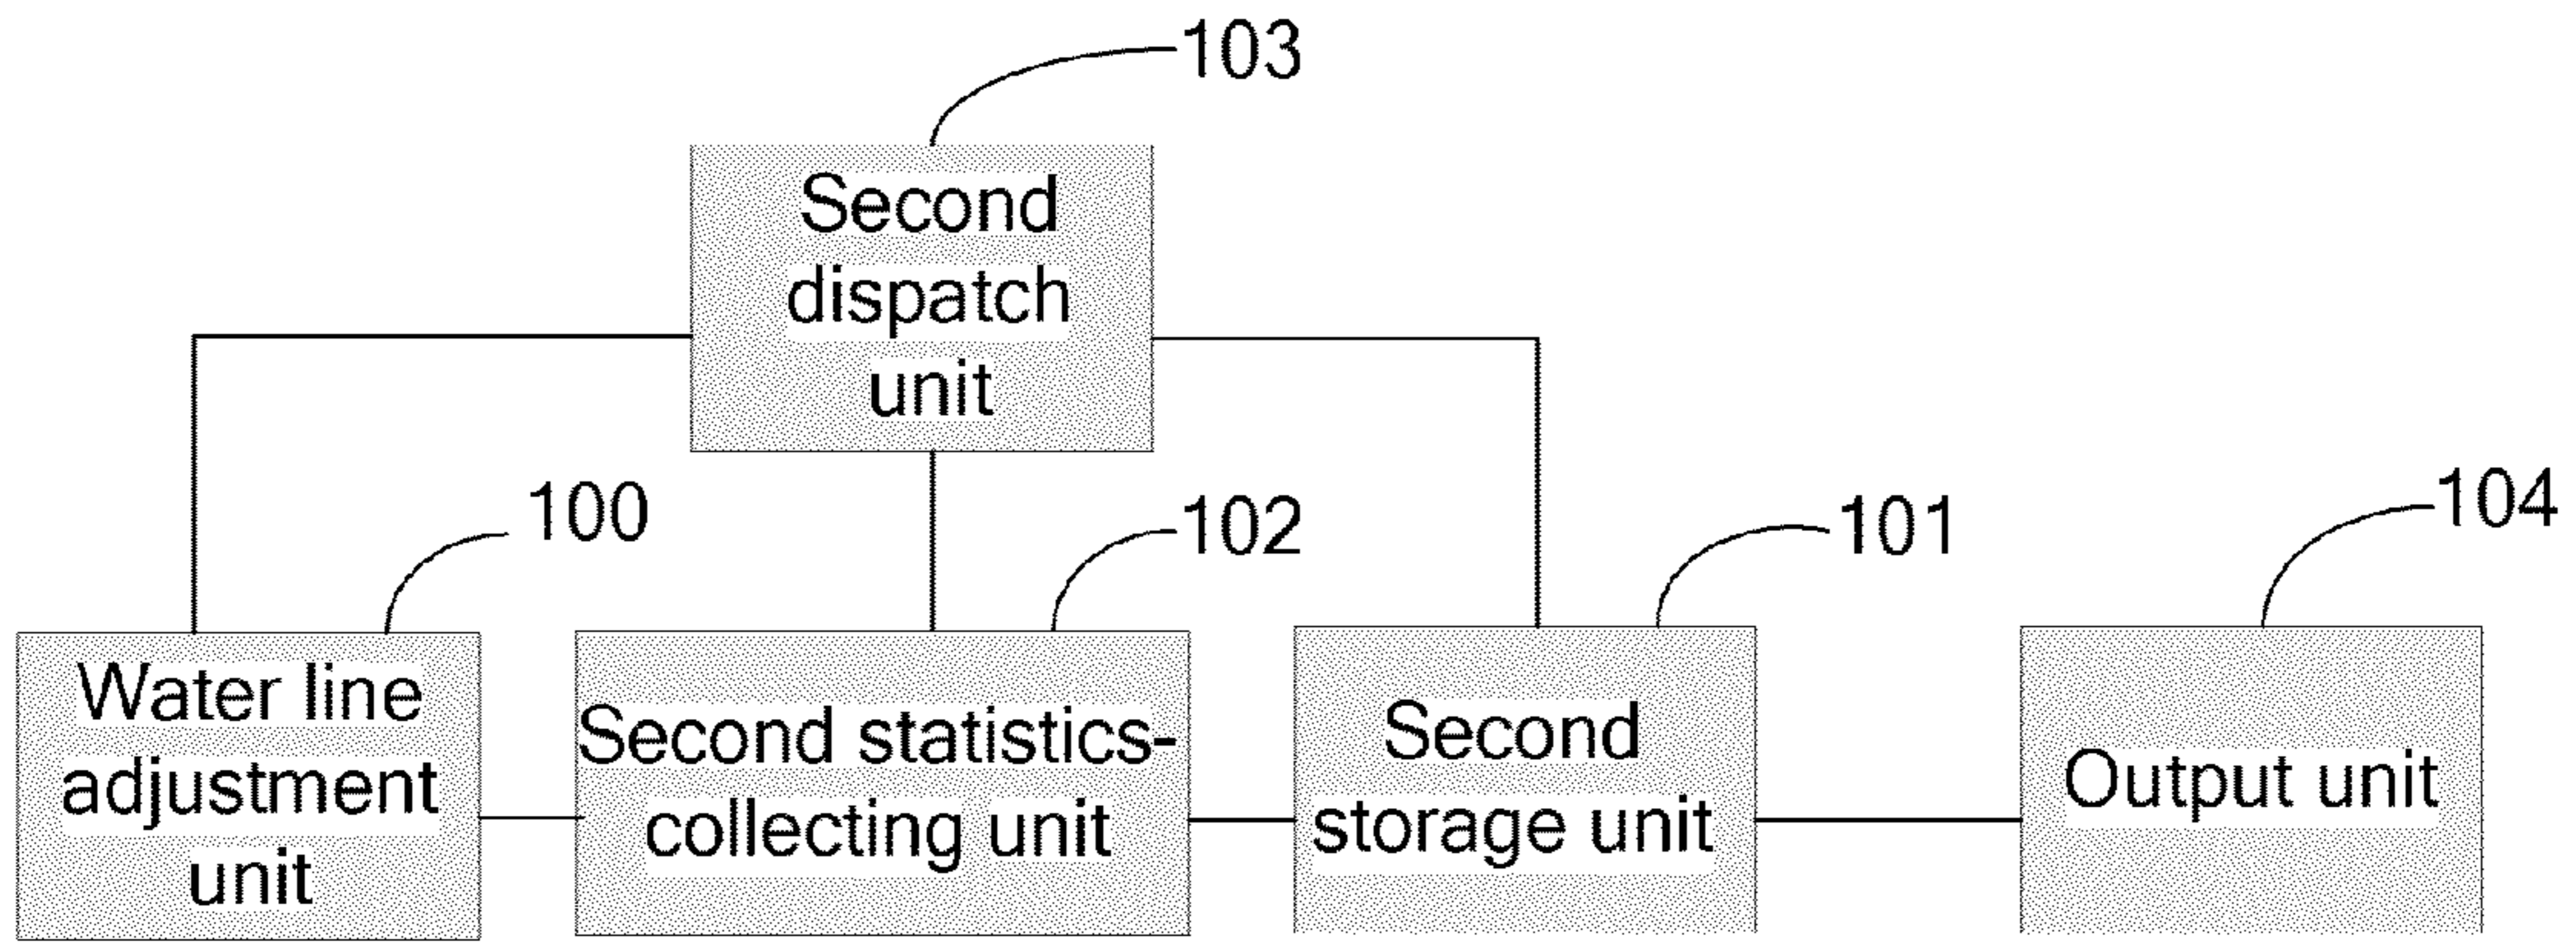 103
Second
dispatch
unit
100
102
101
104
Water line
adjustment
unit
Second statistics-
collecting unit
Second
storage unit
Output unit